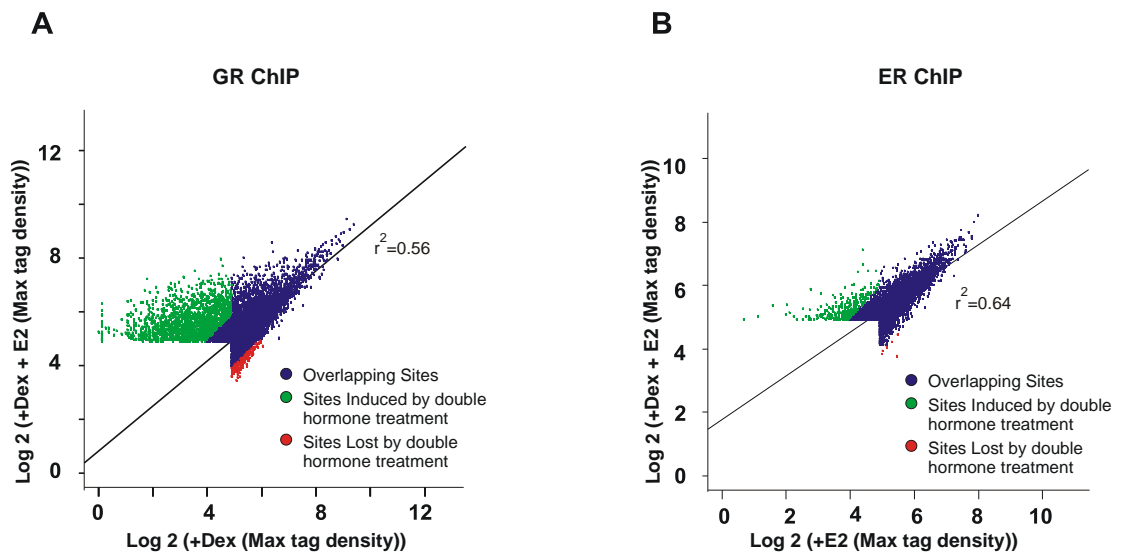 A
GR ChIP
Log 2 (+Dex + E2 (Max tag density))
12
8
4
0
r2=0.56
Overlapping Sites
Sites Induced by double
hormone treatment
Sites Lost by double
hormone treatment
0 4 8 12
Log 2 (+Dex (Max tag density))
B
ER ChIP
Log 2 (+Dex + E2 (Max tag density))
10
8
6
4
2
0
r2=0.64
Overlapping Sites
Sites Induced by double
hormone treatment
Sites Lost by double
hormone treatment
0 2 4 6 8 10
Log 2 (+E2 (Max tag density))